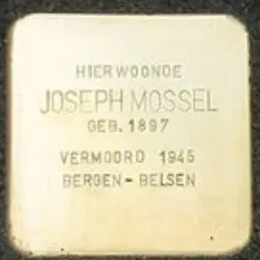 HIER WOONDE
JOSEPH MOSSEL
GEB. 1897
VERMOORD 1945
BERGEN-BELSEN